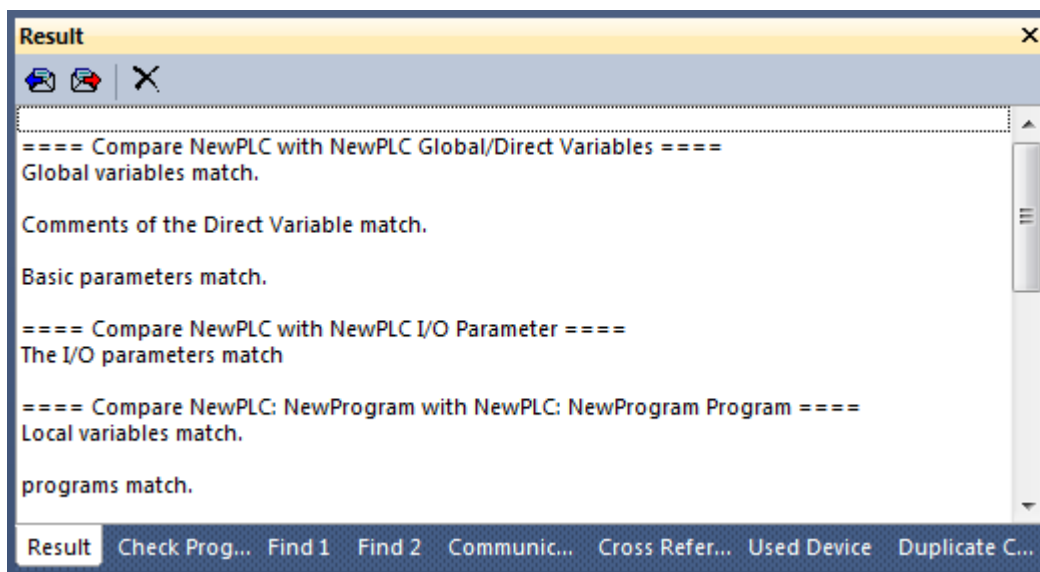 Result
==== Compare NewPLC with NewPLC Global/Direct Variables ====
Global variables match.
Comments of the Direct Variable match.
Basic parameters match.
==== Compare NewPLC with NewPLC I/O Parameter ====
The I/O parameters match
==== Compare NewPLC: NewProgram with NewPLC: NewProgram Program ====
Local variables match.
programs match.
Result Check Prog... Find 1 Find 2 Communic... Cross Refer... Used Device Duplicate C...